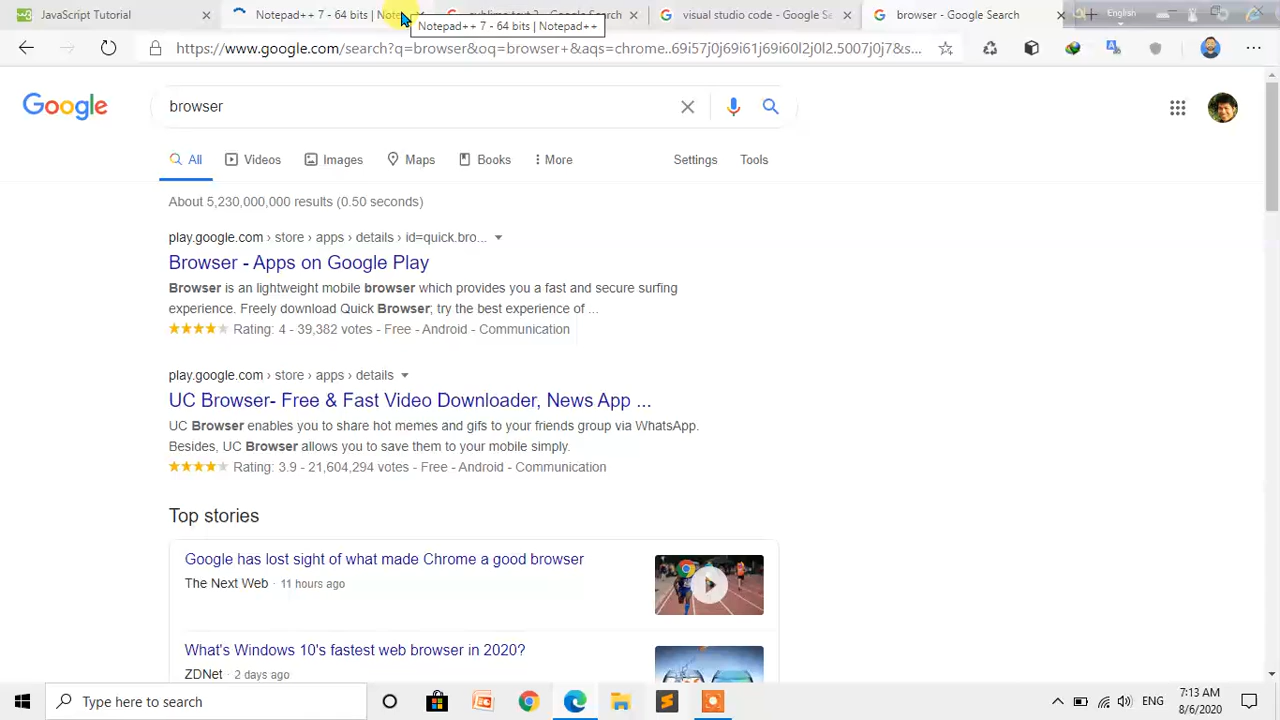 JavaScript Tutorial
Notepad++ 7 - 64 bits | Note
Google Search
visual studio code - Google S
browser - Google Search
English
Notepad++ 7 - 64 bits | Notepad++
https://www.google.com/search?q=browser&oq=browser+&aqs=chrome..69i57j0j69i61j69i60j2l0j2l2.5007j0j7&s...
Google
browser
All
Videos
Images
Maps
Books
More
Settings
Tools
About 5,230,000,000 results (0.50 seconds)
play.google.com › store › apps › details › id=quick.bro...
Browser - Apps on Google Play
Browser is an lightweight mobile browser which provides you a fast and secure surfing
experience. Freely download Quick Browser; try the best experience of ...
Rating: 4 - 39,382 votes - Free - Android - Communication
play.google.com › store › apps › details
UC Browser- Free & Fast Video Downloader, News App ...
UC Browser enables you to share hot memes and gifs to your friends group via WhatsApp.
Besides, UC Browser allows you to save them to your mobile simply.
Rating: 3.9 - 21,604,294 votes - Free - Android - Communication
Top stories
Google has lost sight of what made Chrome a good browser
The Next Web · 11 hours ago
What's Windows 10's fastest web browser in 2020?
ZDNet · 2 days ago
Type here to search
ENG
7:13 AM
8/6/2020